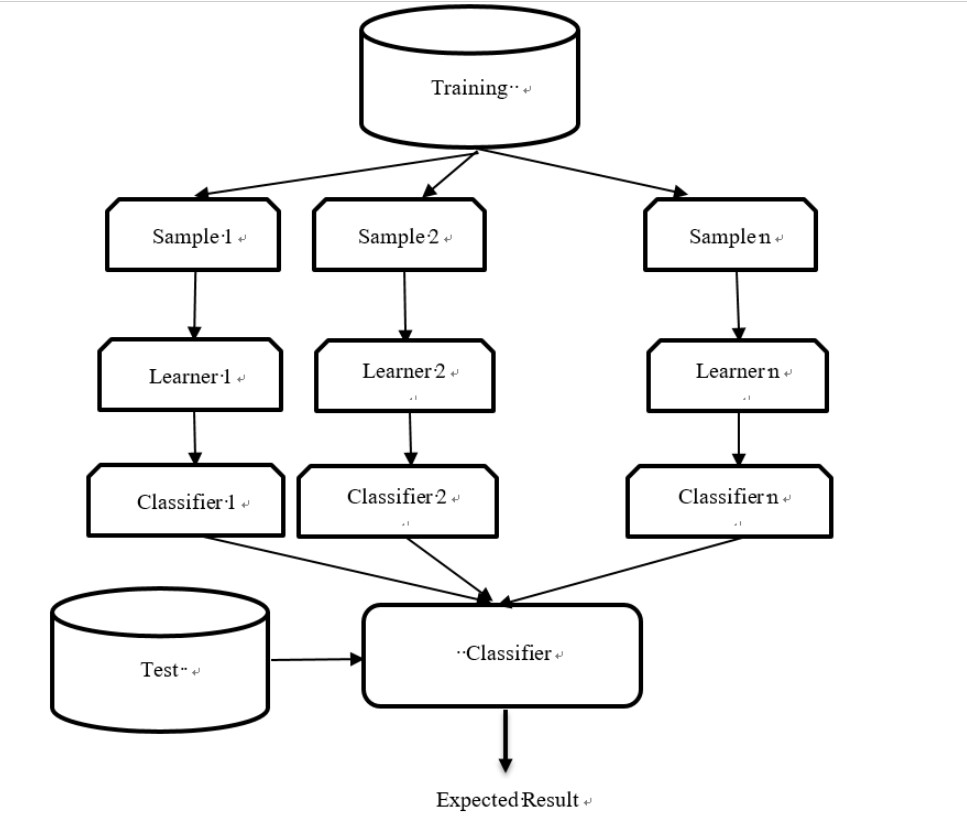 Training
Sample 1
Sample 2
Sample n
Learner 1
Learner 2
Learner n
Classifier 1
Classifier 2
Classifier n
Test
Classifier
Expected Result